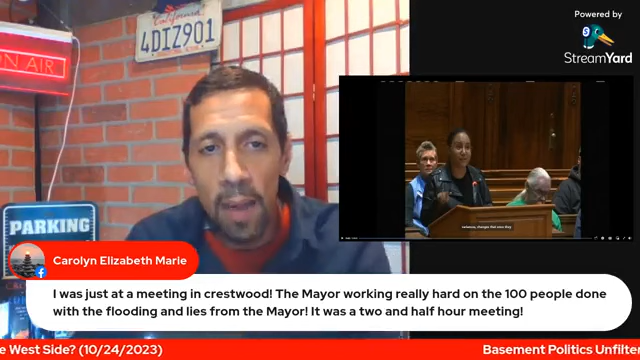 Powered by
StreamYard
California
4DIZ901
ON AIR
PARKING
Carolyn Elizabeth Marie
I was just at a meeting in crestwood! The Mayor working really hard on the 100 people done
with the flooding and lies from the Mayor! It was a two and half hour meeting!
e West Side? (10/24/2023)
Basement Politics Unfilter